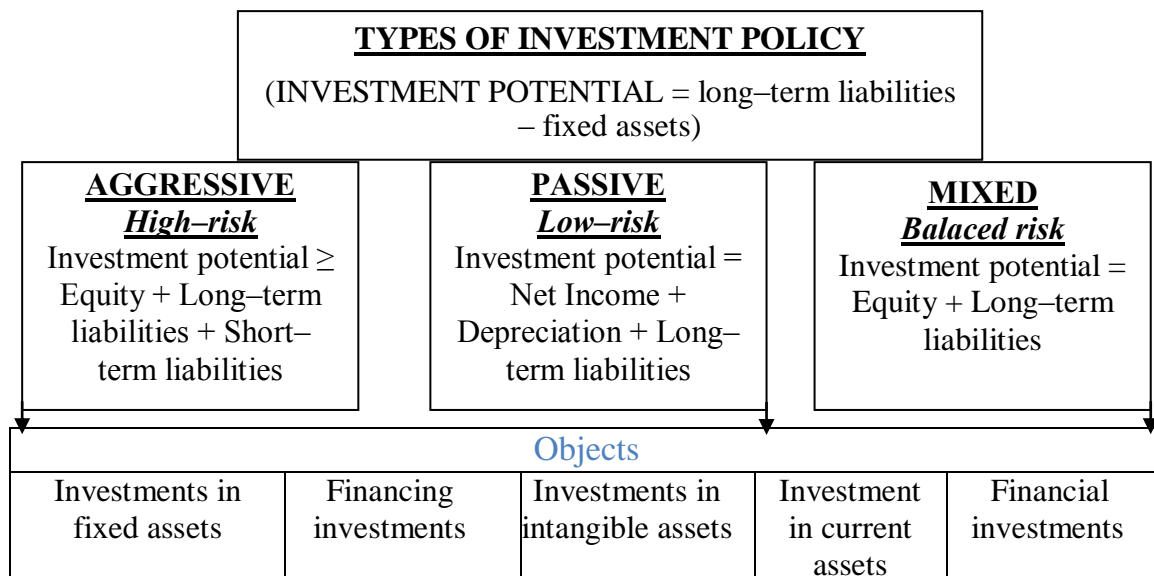 TYPES OF INVESTMENT POLICY
(INVESTMENT POTENTIAL = long–term liabilities
– fixed assets)
AGGRESSIVE
High–risk
Investment potential ≥
Equity + Long–term
liabilities + Short–
term liabilities
PASSIVE
Low–risk
Investment potential =
Net Income +
Depreciation + Long–
term liabilities
MIXED
Balaced risk
Investment potential =
Equity + Long–term
liabilities
Objects
Investments in
fixed assets
Financing
investments
Investments in
intangible assets
Investment
in current
assets
Financial
investments